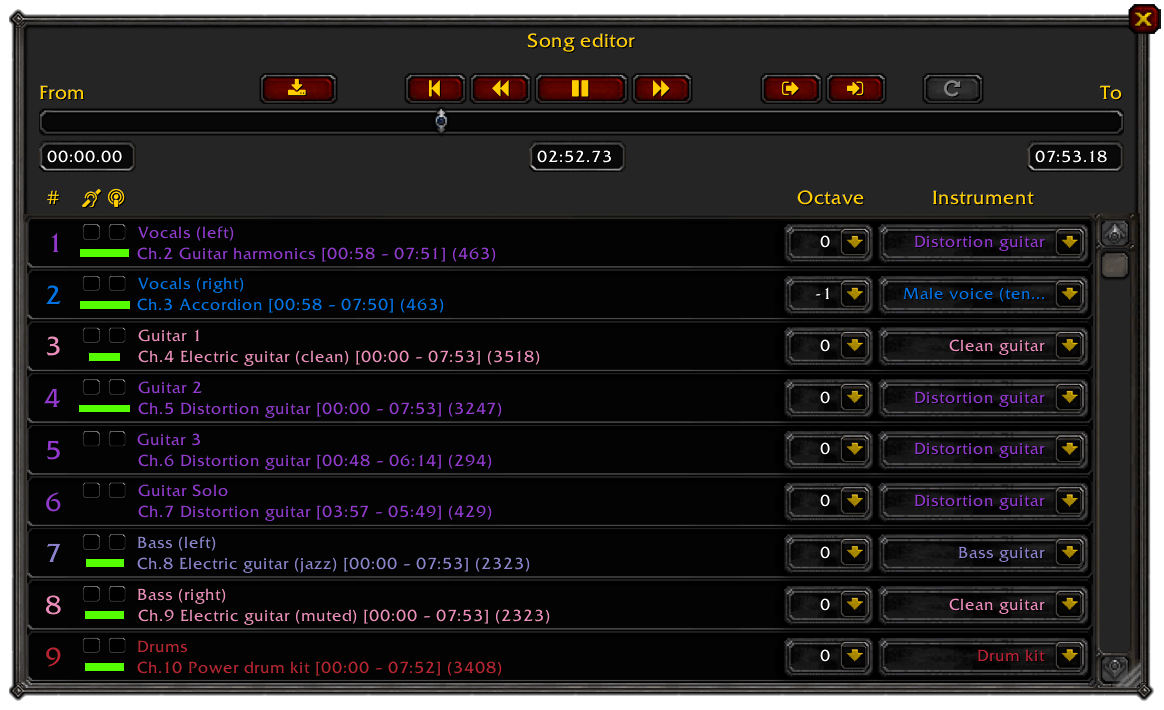 Song editor
From
To
00:00.00
02:52.73
07:53.18
# Octave Instrument
1 Vocals (left)
Ch.2 Guitar harmonics [00:58 - 07:51] (463)
0 Distortion guitar
2 Vocals (right)
Ch.3 Accordion [00:58 - 07:50] (463)
-1 Male voice (ten...
3 Guitar 1
Ch.4 Electric guitar (clean) [00:00 - 07:53] (3518)
0 Clean guitar
4 Guitar 2
Ch.5 Distortion guitar [00:00 - 07:53] (3247)
0 Distortion guitar
5 Guitar 3
Ch.6 Distortion guitar [00:48 - 06:14] (294)
0 Distortion guitar
6 Guitar Solo
Ch.7 Distortion guitar [03:57 - 05:49] (429)
0 Distortion guitar
7 Bass (left)
Ch.8 Electric guitar (jazz) [00:00 - 07:53] (2323)
0 Bass guitar
8 Bass (right)
Ch.9 Electric guitar (muted) [00:00 - 07:53] (2323)
0 Clean guitar
9 Drums
Ch.10 Power drum kit [00:00 - 07:52] (3408)
0 Drum kit